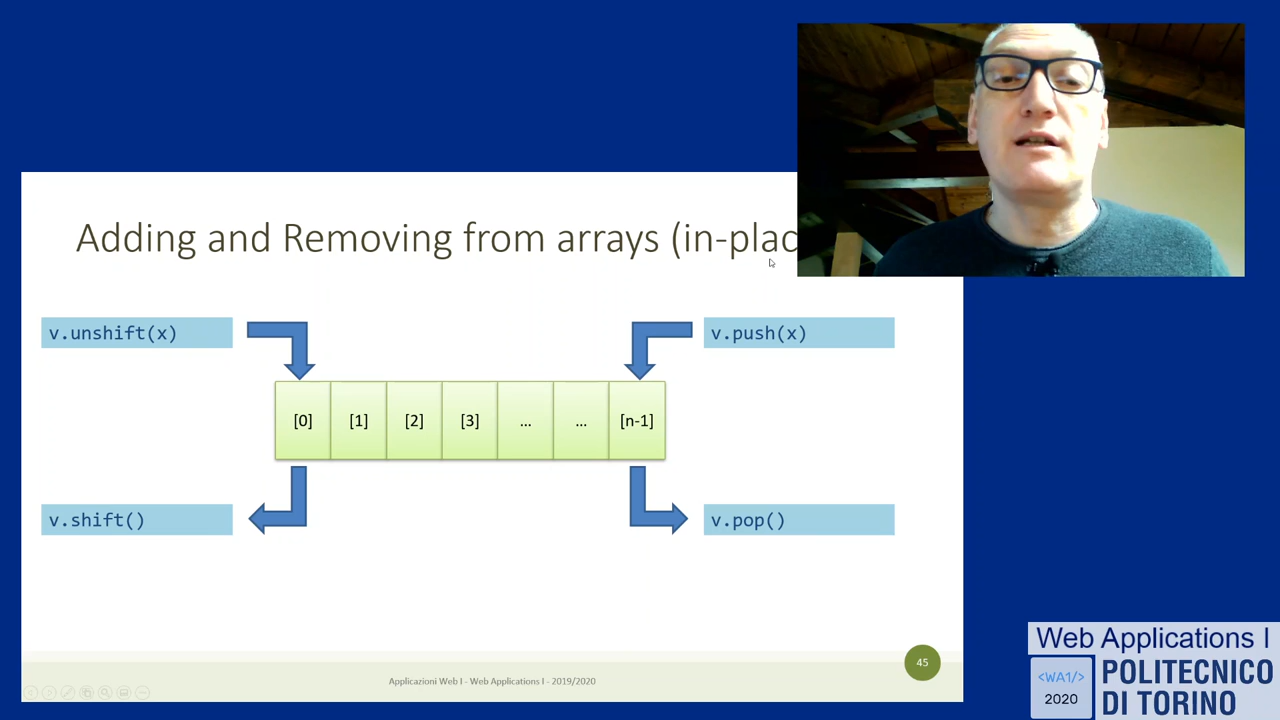 Adding and Removing from arrays (in-plac
v.unshift(x)
v.push(x)
[0] [1] [2] [3] ... ... [n-1]
v.shift()
v.pop()
Applicazioni Web I - Web Applications I - 2019/2020
45
Web Applications I
<WA1/>
2020
POLITECNICO
DI TORINO